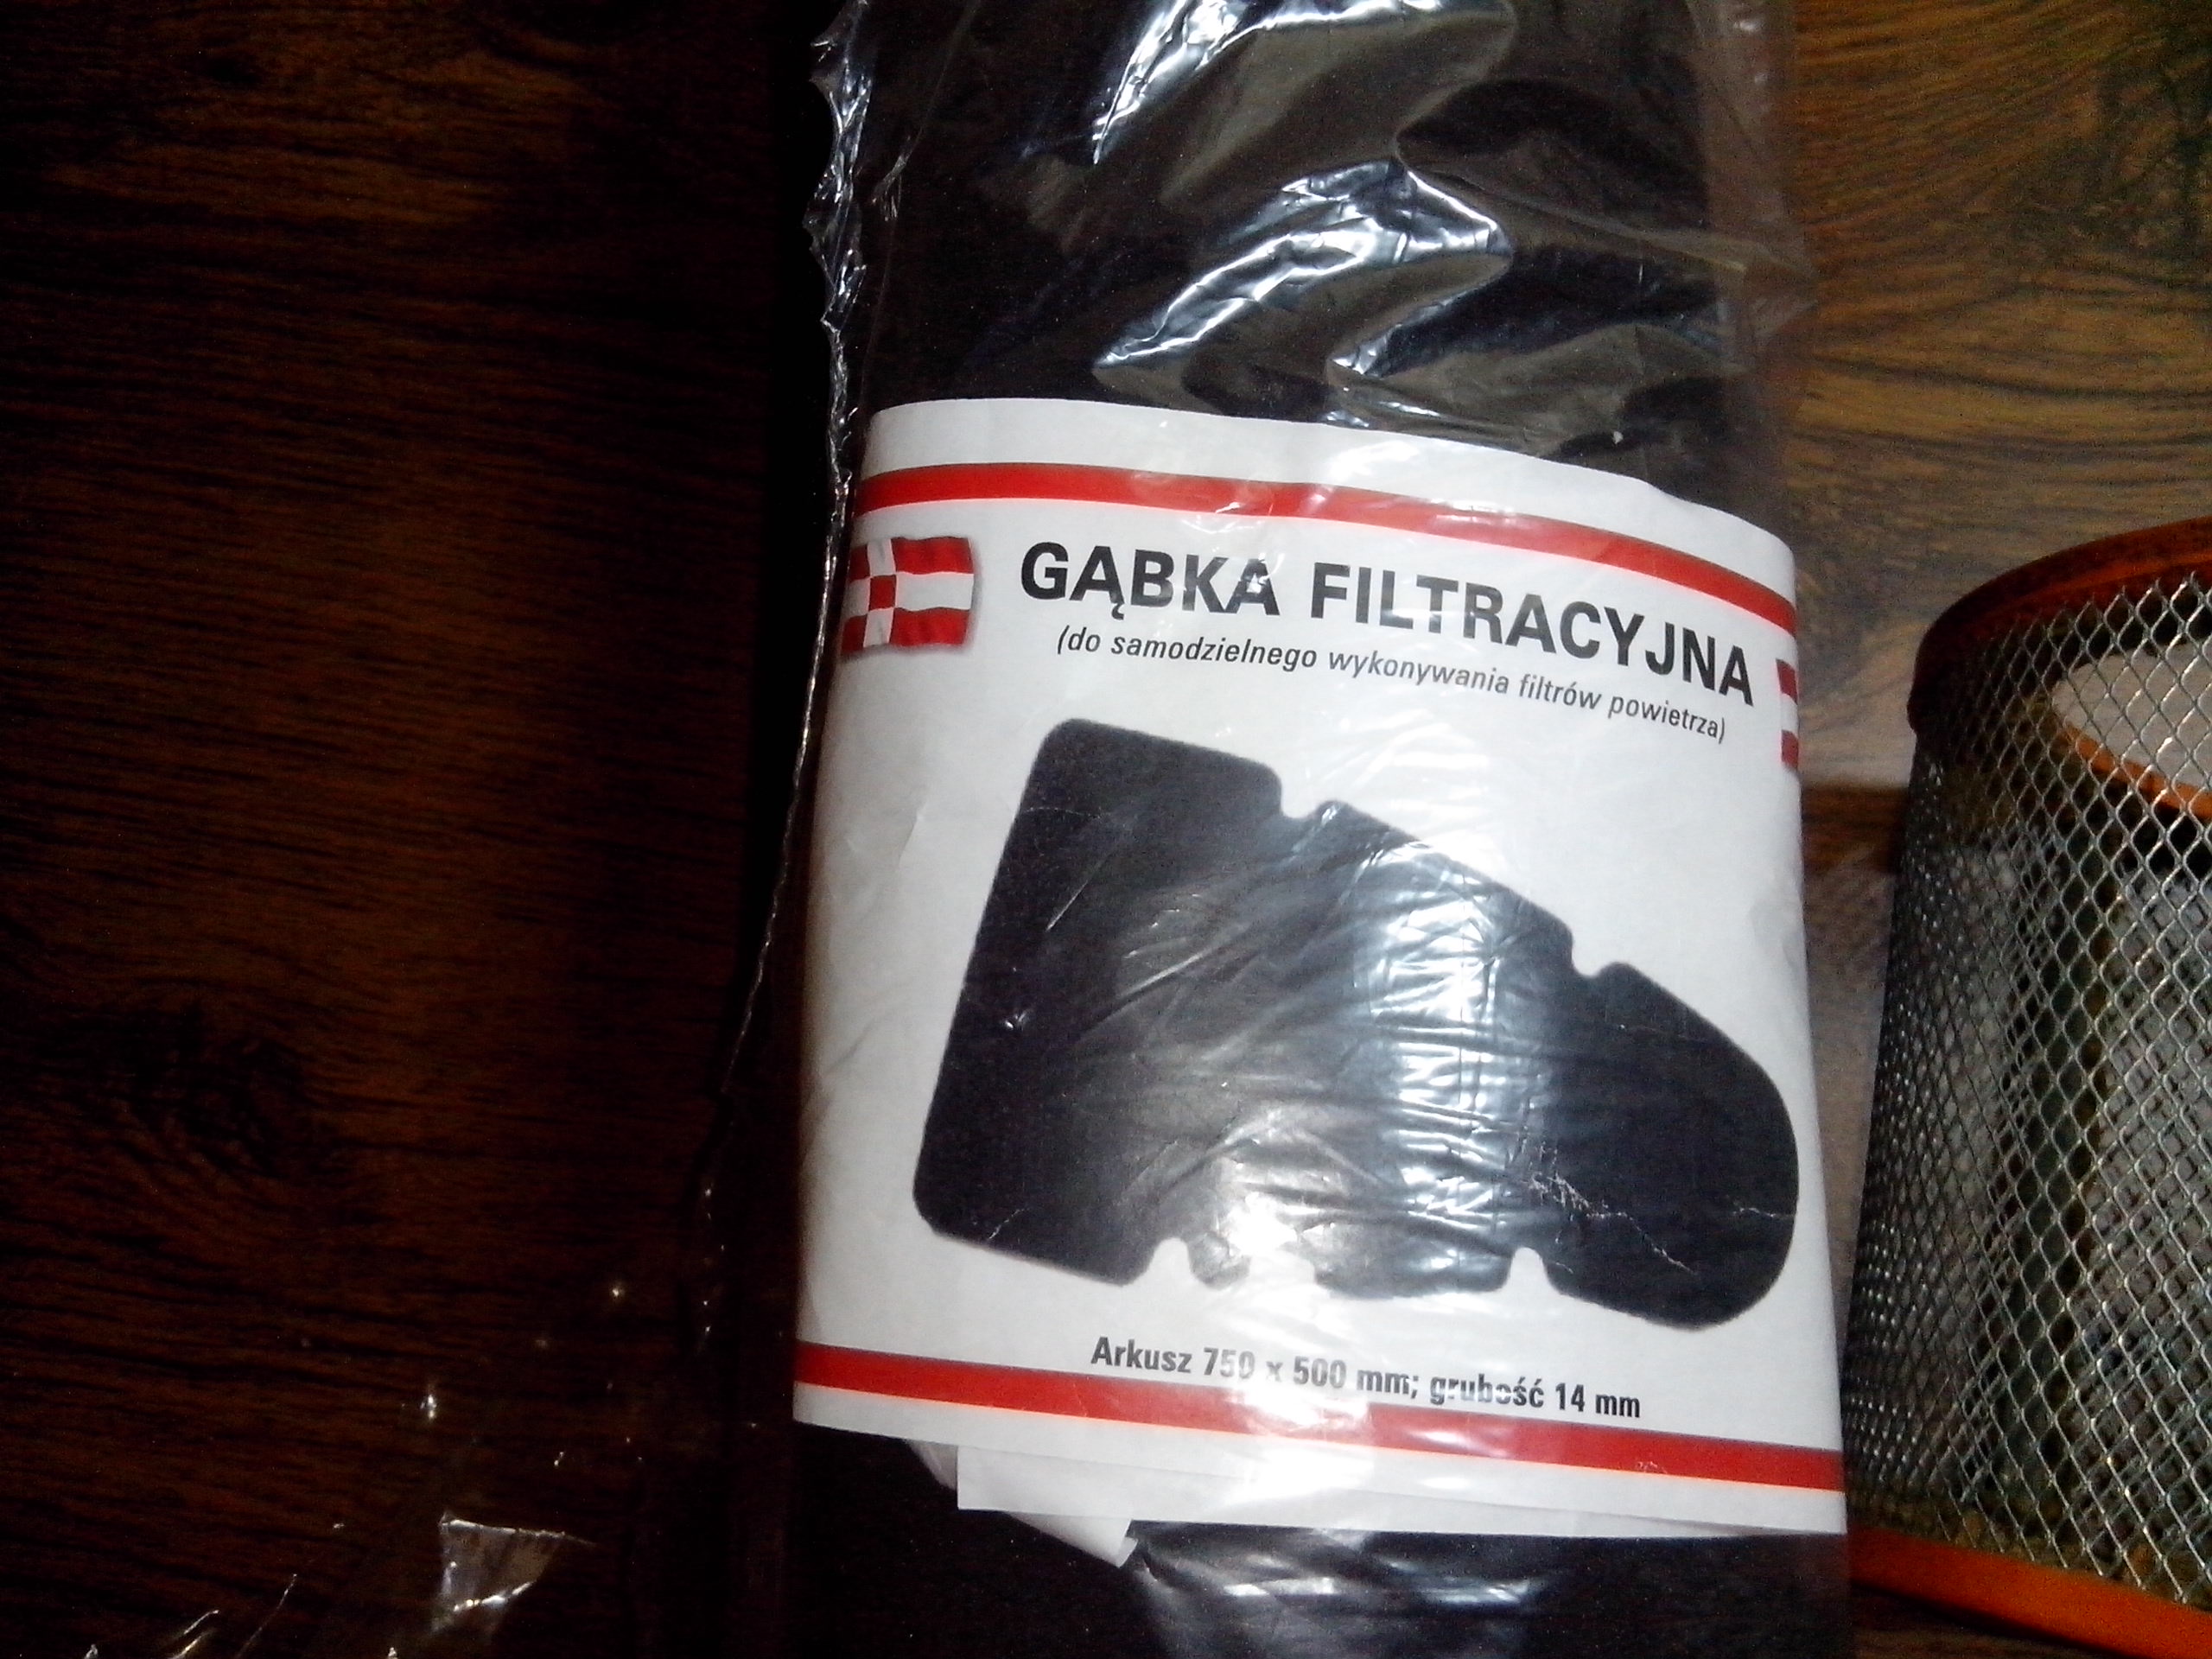 GĄBKA FILTRACYJNA
(do samodzielnego wykonywania filtrów powietrza)
Arkusz 750 x 500 mm; grubość 14 mm